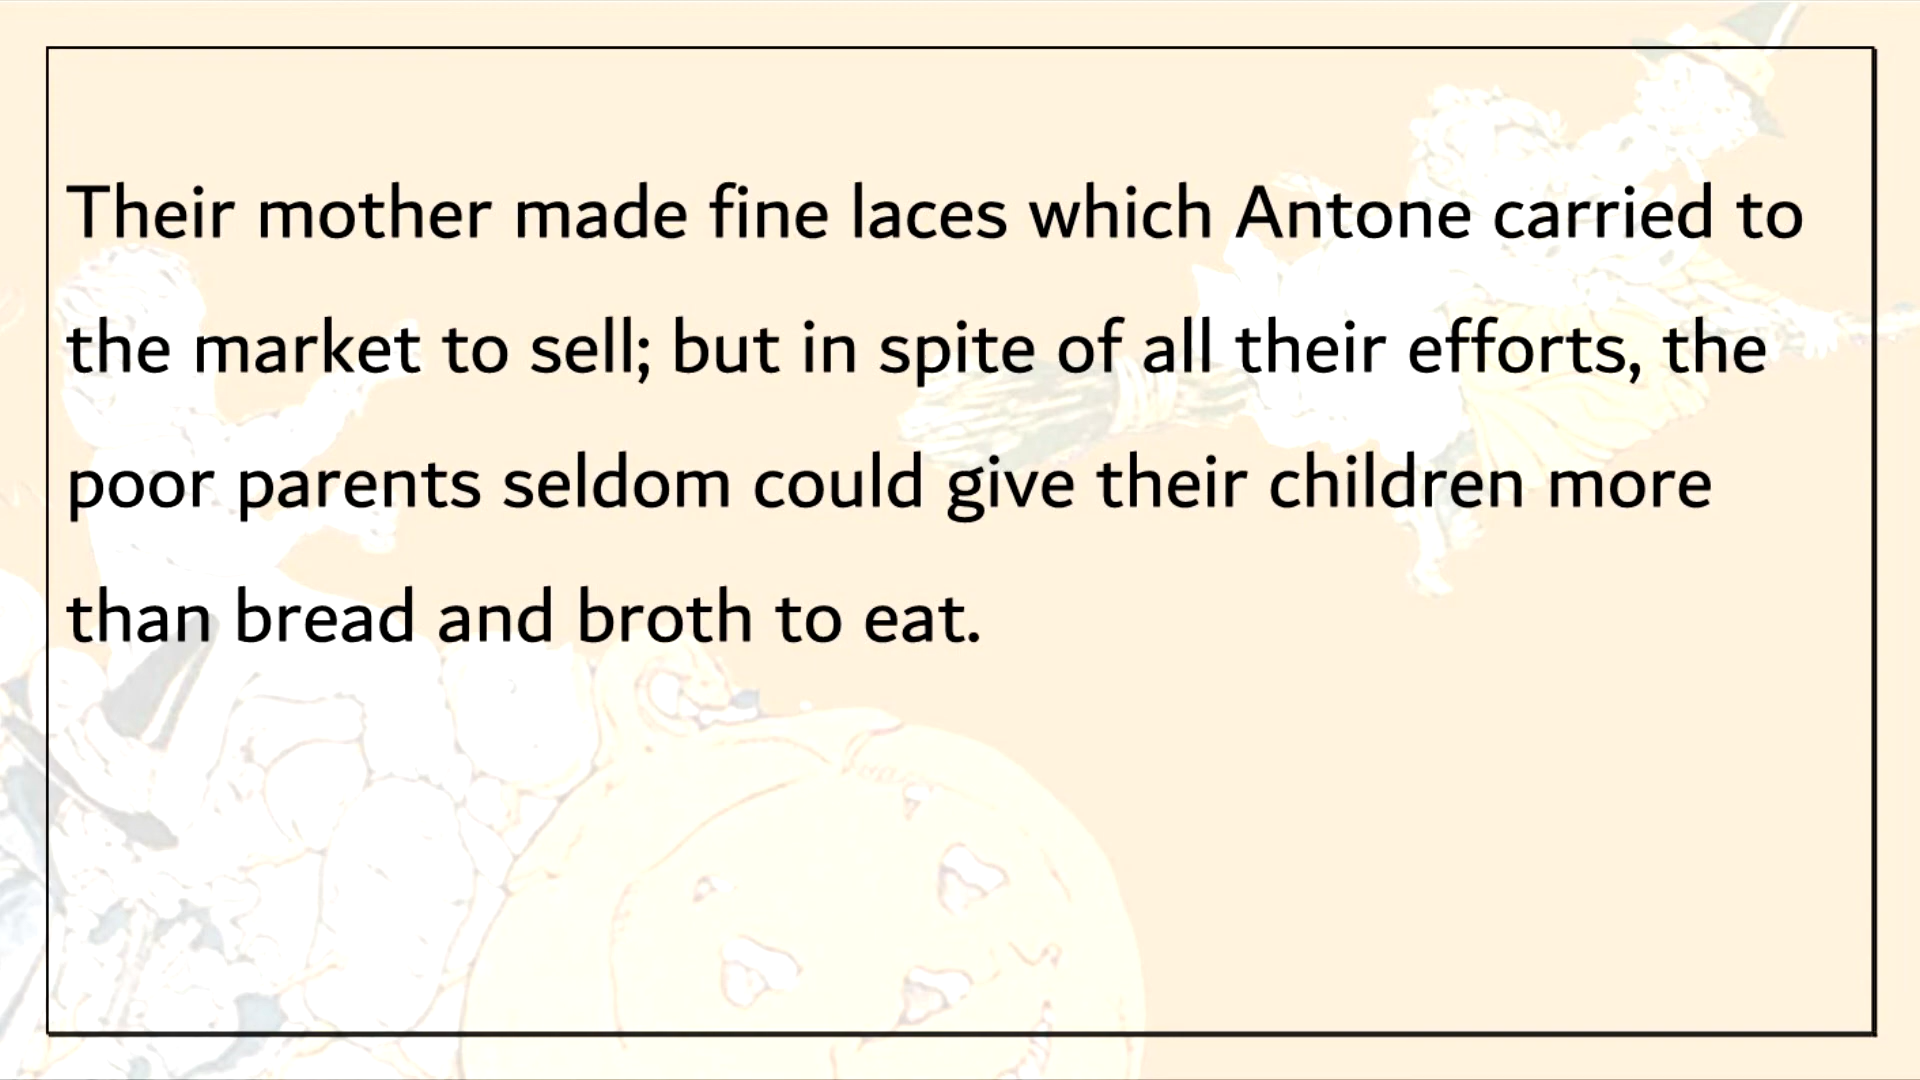 Their mother made fine laces which Antone carried to
the market to sell; but in spite of all their efforts, the
poor parents seldom could give their children more
than bread and broth to eat.